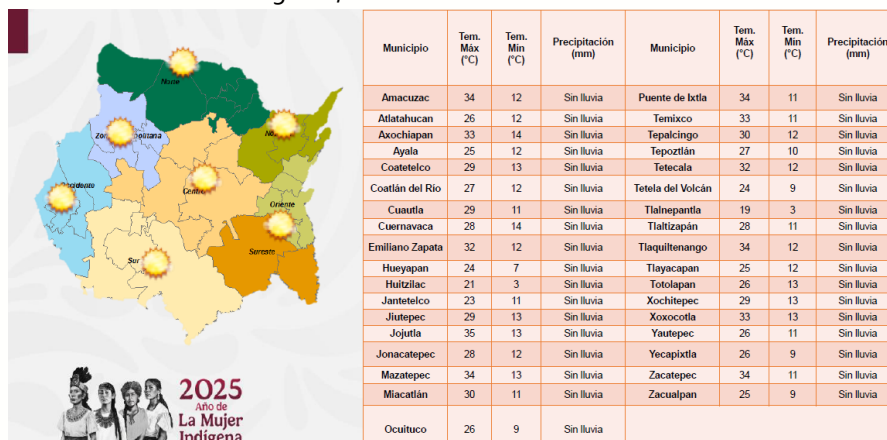 Norte
Zona
politana
Occidente
Centro
Oriente
Sur
Sureste
2025
Año de
La Mujer
Indígena
Municipio Tem. Máx (°C) Tem. Mín (°C) Precipitación (mm) Municipio Tem. Máx (°C) Tem. Mín (°C) Precipitación (mm)
Amacuzac 34 12 Sin lluvia Puente de Ixtla 34 11 Sin lluvia
Atlatahucan 26 12 Sin lluvia Temixco 33 11 Sin lluvia
Axochiapan 33 14 Sin lluvia Tepalcingo 30 12 Sin lluvia
Ayala 25 12 Sin lluvia Tepoztlán 27 10 Sin lluvia
Coatetelco 29 13 Sin lluvia Tetecala 32 12 Sin lluvia
Coatlán del Río 27 12 Sin lluvia Tetela del Volcán 24 9 Sin lluvia
Cuautla 29 11 Sin lluvia Tlalnepantla 19 3 Sin lluvia
Cuernavaca 28 14 Sin lluvia Tlaltizapán 28 11 Sin lluvia
Emiliano Zapata 32 12 Sin lluvia Tlaquiltenango 34 12 Sin lluvia
Hueyapan 24 7 Sin lluvia Tlayacapan 25 12 Sin lluvia
Huitzilac 21 3 Sin lluvia Totolapan 26 13 Sin lluvia
Jantetelco 23 11 Sin lluvia Xochitepec 29 13 Sin lluvia
Jiutepec 29 13 Sin lluvia Xoxocotla 33 13 Sin lluvia
Jojutla 35 13 Sin lluvia Yautepec 26 11 Sin lluvia
Jonacatepec 28 12 Sin lluvia Yecapixtla 26 9 Sin lluvia
Mazatepec 34 13 Sin lluvia Zacatepec 34 11 Sin lluvia
Miacatlán 30 11 Sin lluvia Zacualpan 25 9 Sin lluvia
Ocuituco 26 9 Sin lluvia